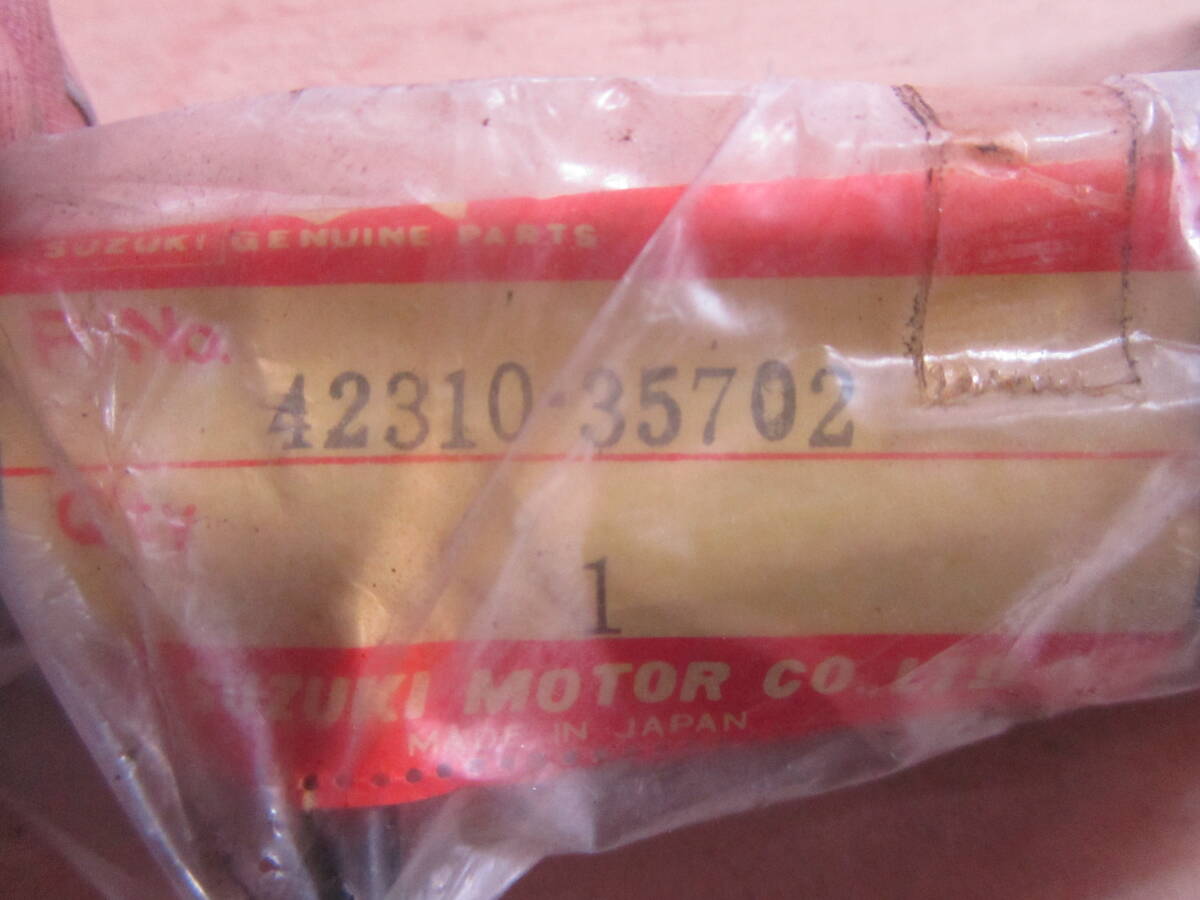 SUZUKI GENUINE PARTS
P. No.
42310-35702
Q'TY
1
SUZUKI MOTOR CO., LTD.
MADE IN JAPAN